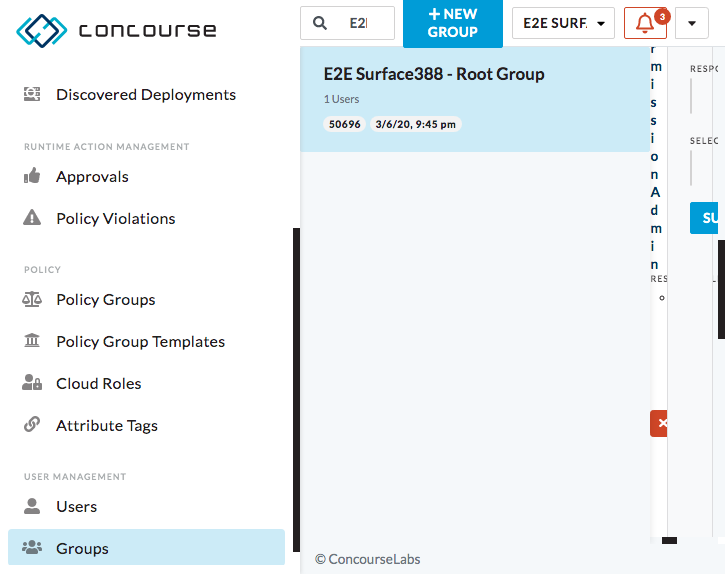 concourse
E2
+ NEW
GROUP
E2E SURF
3
Discovered Deployments
RUNTIME ACTION MANAGEMENT
Approvals
Policy Violations
POLICY
Policy Groups
Policy Group Templates
Cloud Roles
Attribute Tags
USER MANAGEMENT
Users
Groups
E2E Surface388 - Root Group
1 Users
50696 3/6/20, 9:45 pm
r
m
i
s
s
i
o
n
A
d
m
i
n
RES
RESP
SELEC
SU
© ConcourseLabs